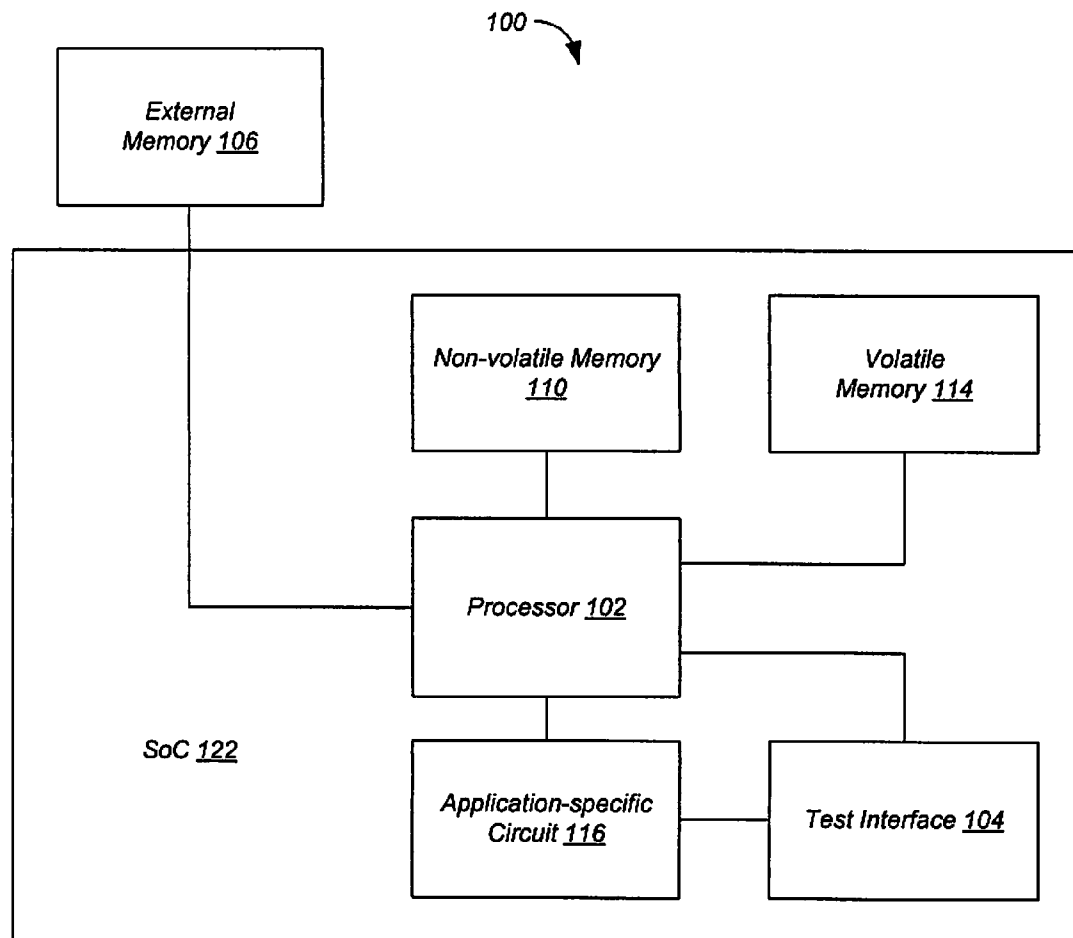 100
External
Memory 106
Non-volatile Memory
110
Volatile
Memory 114
Processor 102
SoC 122
Application-specific
Circuit 116
Test Interface 104